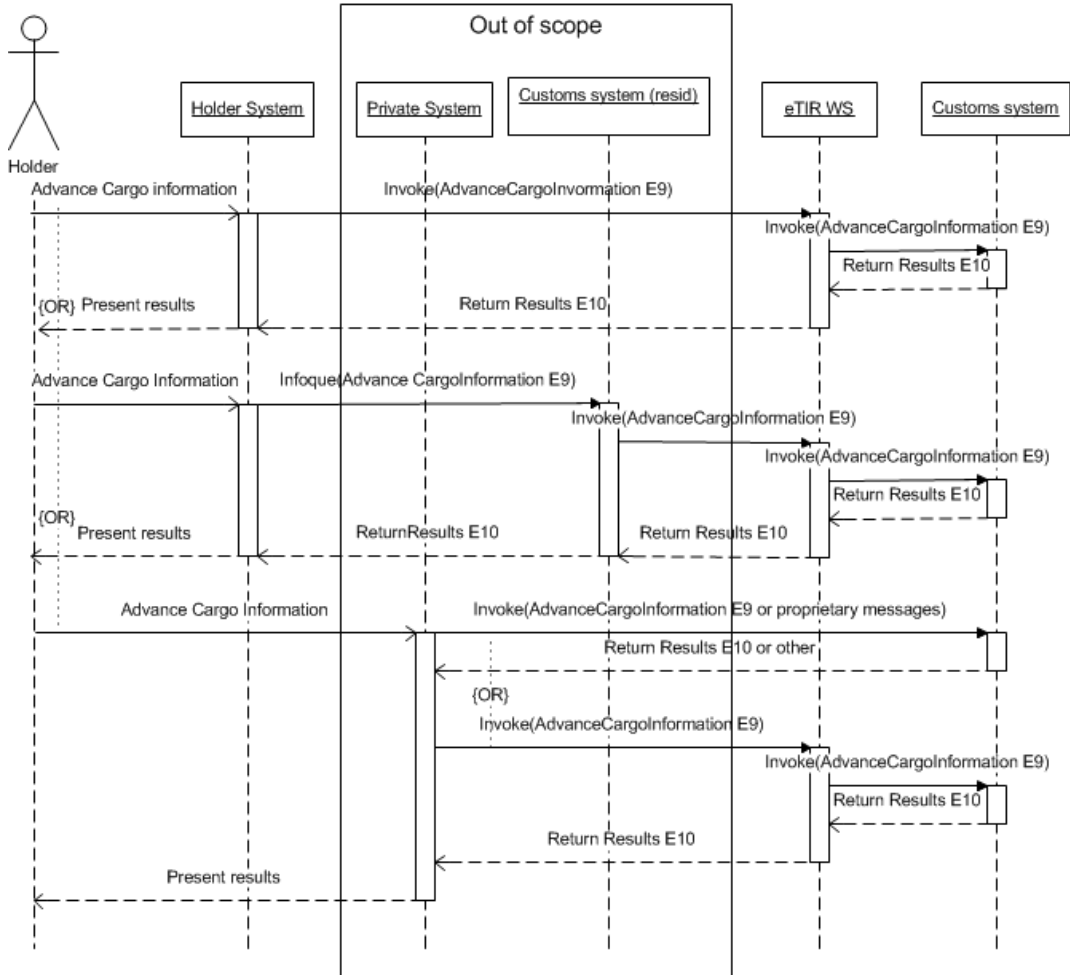 Out of scope
Holder System
Private System
Customs system (resid)
eTIR WS
Customs system
Holder
Advance Cargo information
Invoke(AdvanceCargoInvormation E9)
Invoke(AdvanceCargoInformation E9)
Return Results E10
{OR}
Present results
Return Results E10
Advance Cargo Information
Infoque(Advance CargoInformation E9)
Invoke(AdvanceCargoInformation E9)
Invoke(AdvanceCargoInformation E9)
Return Results E10
{OR}
Present results
ReturnResults E10
Return Results E10
Advance Cargo Information
Invoke(AdvanceCargoInformation E9 or proprietary messages)
Return Results E10 or other
{OR}
Invoke(AdvanceCargoInformation E9)
Invoke(AdvanceCargoInformation E9)
Return Results E10
Return Results E10
Present results